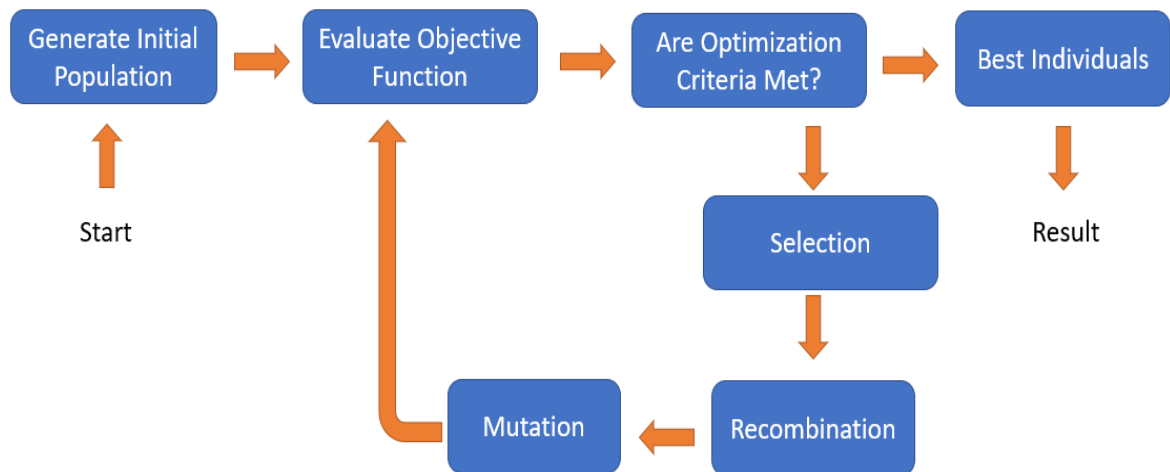 Generate Initial
Population
Evaluate Objective
Function
Are Optimization
Criteria Met?
Best Individuals
Start
Selection
Result
Mutation
Recombination